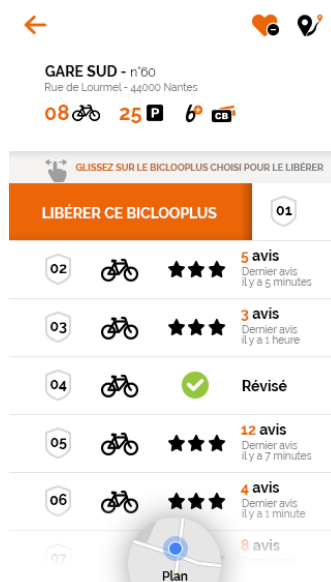 GARE SUD - n°60
Rue de Lourmel - 44000 Nantes
08 25 P b CB
GLISSEZ SUR LE BICLOOPLUS CHOISI POUR LE LIBÉRER
LIBÉRER CE BICLOOPLUS 01
02 5 avis
Dernier avis
il y a 5 minutes
03 3 avis
Dernier avis
il y a 1 heure
04 Révisé
05 12 avis
Dernier avis
il y a 7 minutes
06 4 avis
Dernier avis
il y a 1 minute
07 8 avis
Plan